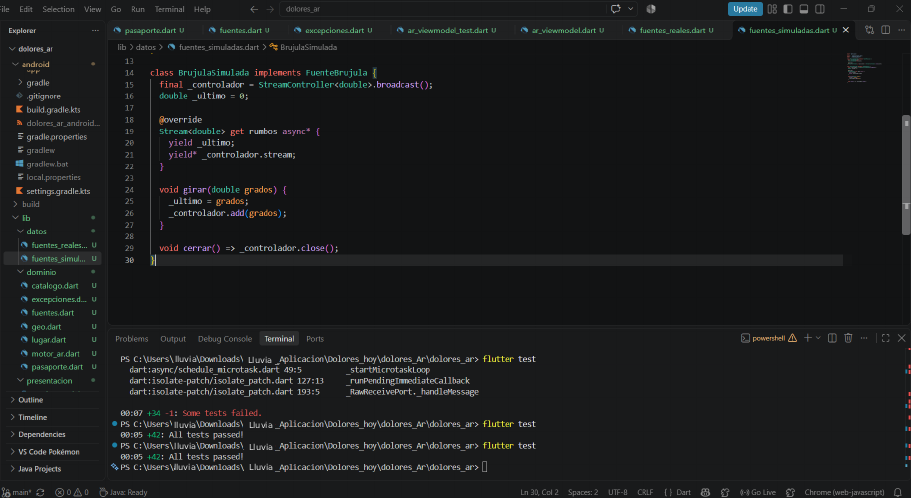 File Edit Selection View Go Run Terminal Help
dolores_ar
Update
Explorer
pasaporte.dart U
fuentes.dart U
excepciones.dart U
ar_viewmodel_test.dart U
ar_viewmodel.dart U
fuentes_reales.dart U
fuentes_simuladas.dart U
lib > datos > fuentes_simuladas.dart > BrujulaSimulada
dolores_ar
android
app
gradle
.gitignore
build.gradle.kts
dolores_ar_android...
gradle.properties
gradlew
gradlew.bat
local.properties
settings.gradle.kts
build
lib
datos
fuentes_reales... U
fuentes_simul... U
dominio
catalogo.dart U
excepciones.d... U
fuentes.dart U
geo.dart U
lugar.dart U
motor_ar.dart U
pasaporte.dart U
presentacion
Outline
Timeline
Dependencies
VS Code Pokémon
Java Projects
13
14 class BrujulaSimulada implements FuenteBrujula {
15 final _controlador = StreamController<double>.broadcast();
16 double _ultimo = 0;
17
18 @override
19 Stream<double> get rumbos async* {
20 yield _ultimo;
21 yield* _controlador.stream;
22 }
23
24 void girar(double grados) {
25 _ultimo = grados;
26 _controlador.add(grados);
27 }
28
29 void cerrar() => _controlador.close();
30 }
Problems Output Debug Console Terminal Ports
powershell
PS C:\Users\lluvia\Downloads\ Lluvia _Aplicacion\Dolores_hoy\dolores_Ar\dolores_ar> flutter test
dart:async/schedule_microtask.dart 49:5 _startMicrotaskLoop
dart:isolate-patch/isolate_patch.dart 127:13 _runPendingImmediateCallback
dart:isolate-patch/isolate_patch.dart 193:5 _RawReceivePort._handleMessage
00:07 +34 -1: Some tests failed.
PS C:\Users\lluvia\Downloads\ Lluvia _Aplicacion\Dolores_hoy\dolores_Ar\dolores_ar> flutter test
00:05 +42: All tests passed!
PS C:\Users\lluvia\Downloads\ Lluvia _Aplicacion\Dolores_hoy\dolores_Ar\dolores_ar> flutter test
00:05 +42: All tests passed!
PS C:\Users\lluvia\Downloads\ Lluvia _Aplicacion\Dolores_hoy\dolores_Ar\dolores_ar>
main* 0 0 Java: Ready
Ln 30, Col 2 Spaces: 2 UTF-8 CRLF { } Dart Go Live Chrome (web-javascript)